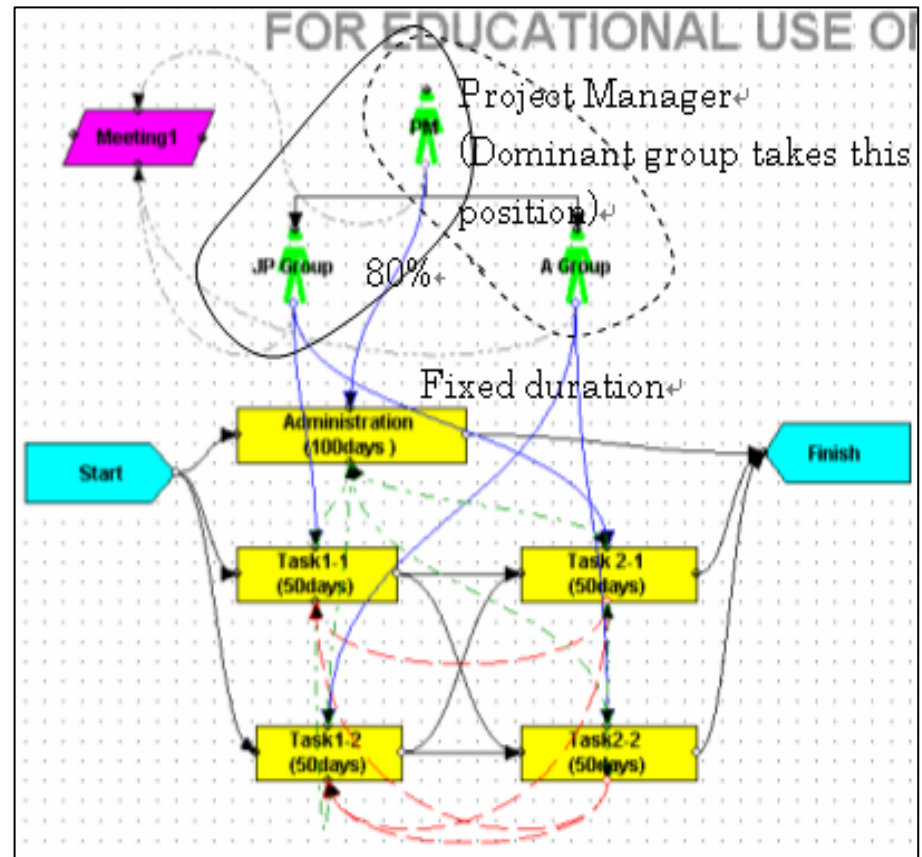 FOR EDUCATIONAL USE
Meeting1
PM
Project Manager
(Dominant group takes this
position)
JP Group
80%
A Group
Fixed duration
Administration
(100days )
Start
Finish
Task1-1
(50days)
Task 2-1
(50days)
Task1-2
(50days)
Task2-2
(50days)